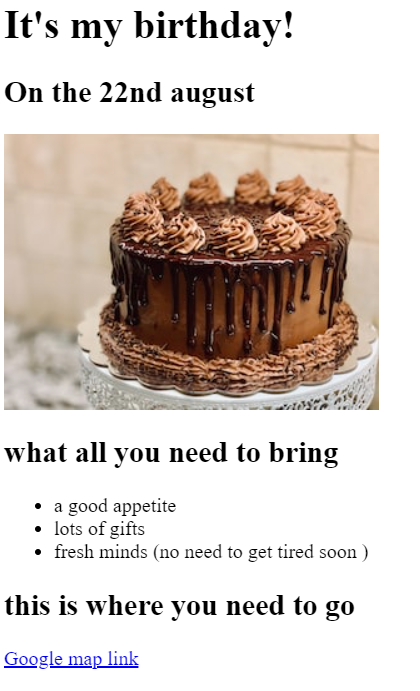 It's my birthday!
On the 22nd august
what all you need to bring
a good appetite
lots of gifts
fresh minds (no need to get tired soon )
this is where you need to go
Google map link